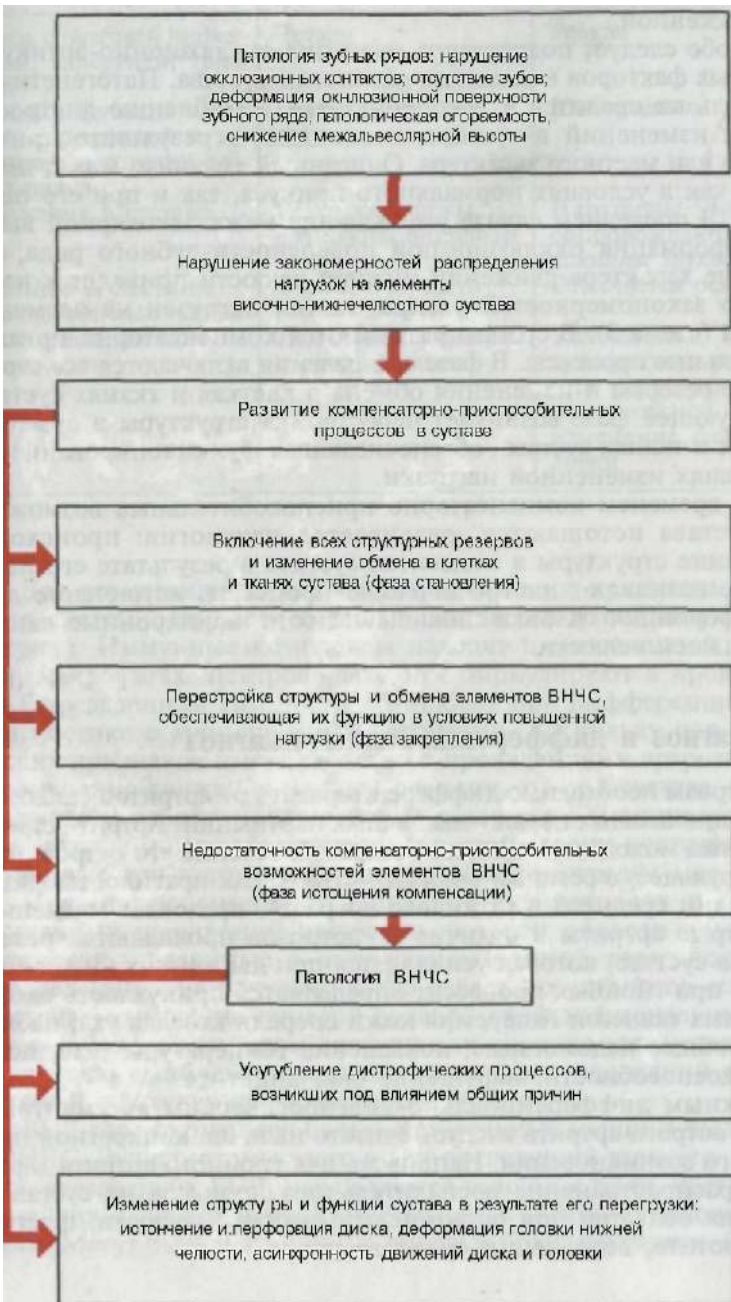 Патология зубных рядов: нарушение
окклюзионных контактов; отсутствие зубов;
деформация окнлюзионной поверхности
зубного ряда; патологическая стираемость,
снижение межальвеолярной высоты
Нарушение закономерностей распределения
нагрузок на элементы
височно-нижнечелюстного сустава
Развитие компенсаторно-приспособительных
процессов в суставе
Включение всех структурных резервов
и изменение обмена в клетках
и тканях сустава (фаза становления)
Перестройка структуры и обмена элементов ВНЧС,
обеспечивающая их функцию в условиях повышенной
нагрузки (фаза закрепления)
Недостаточность компенсаторно-приспособительных
возможностей элементов ВНЧС
(фаза истощения компенсации)
Патология ВНЧС
Усугубление дистрофических процессов,
возникших под влиянием общих причин
Изменение структу ры и функции сустава в результате его перегрузки:
истончение и.перфорация диска, деформация головки нижней
челюсти, асинхронность движений диска и головки